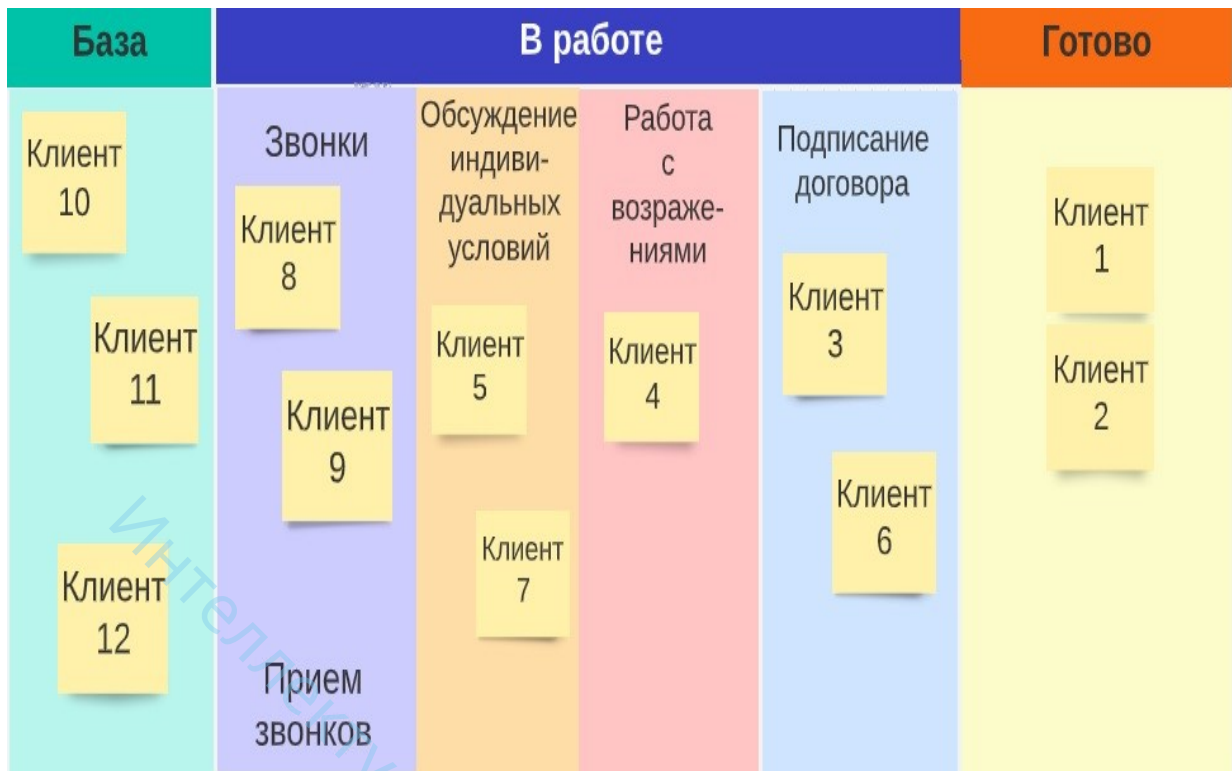 База
В работе
Готово
Клиент
10
Клиент
11
Клиент
12
Звонки
Клиент
8
Клиент
9
Прием
звонков
Обсуждение
индиви-
дуальных
условий
Клиент
5
Клиент
7
Работа
с
возраже-
ниями
Клиент
4
Подписание
договора
Клиент
3
Клиент
6
Клиент
1
Клиент
2